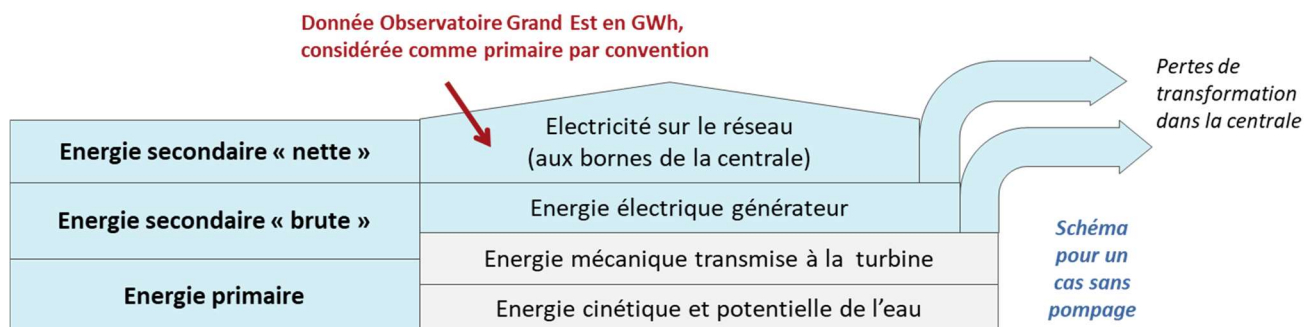 Donnée Observatoire Grand Est en GWh,
considérée comme primaire par convention
Pertes de
transformation
dans la centrale
Energie secondaire « nette »
Electricité sur le réseau
(aux bornes de la centrale)
Energie secondaire « brute »
Energie électrique générateur
Energie mécanique transmise à la turbine
Energie primaire
Energie cinétique et potentielle de l’eau
Schéma
pour un
cas sans
pompage